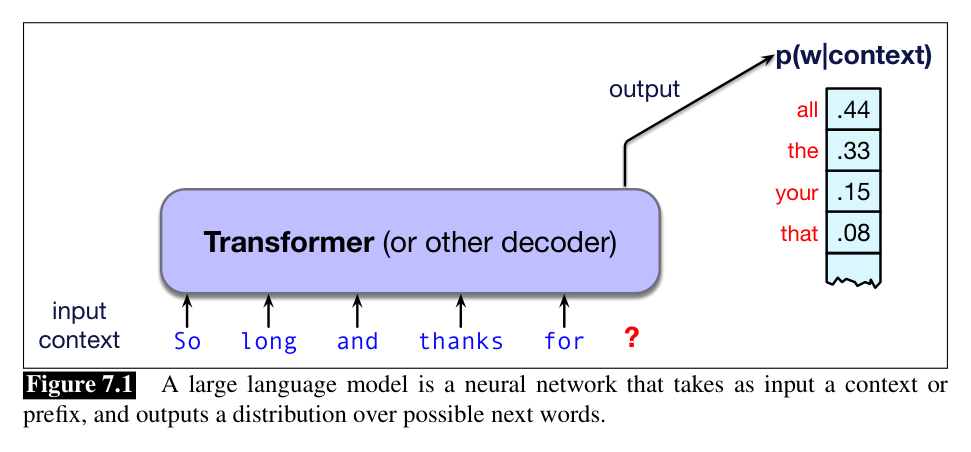 p(w|context)
output
all .44
the .33
your .15
that .08
Transformer (or other decoder)
input
context
So long and thanks for ?
Figure 7.1 A large language model is a neural network that takes as input a context or
prefix, and outputs a distribution over possible next words.